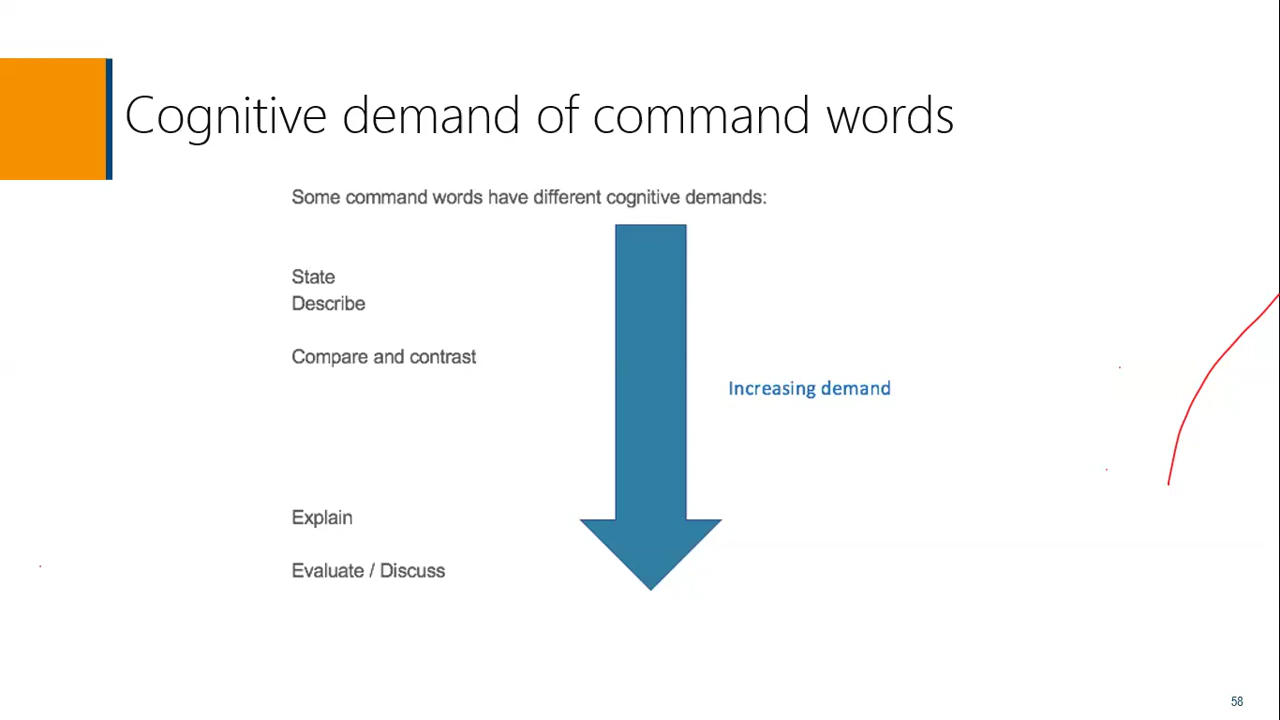 Cognitive demand of command words
Some command words have different cognitive demands:
State
Describe
Compare and contrast
Increasing demand
Explain
Evaluate / Discuss
58